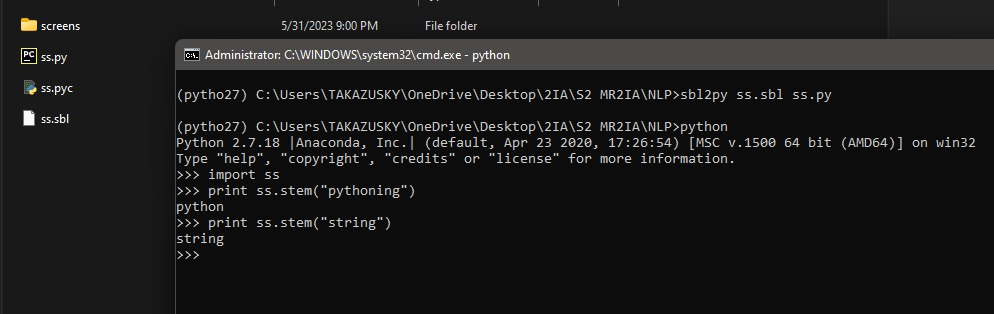 screens 5/31/2023 9:00 PM File folder
ss.py
ss.pyc
ss.sbl
Administrator: C:\WINDOWS\system32\cmd.exe - python
(pytho27) C:\Users\TAKAZUSKY\OneDrive\Desktop\2IA\S2 MR2IA\NLP>sbl2py ss.sbl ss.py
(pytho27) C:\Users\TAKAZUSKY\OneDrive\Desktop\2IA\S2 MR2IA\NLP>python
Python 2.7.18 |Anaconda, Inc.| (default, Apr 23 2020, 17:26:54) [MSC v.1500 64 bit (AMD64)] on win32
Type "help", "copyright", "credits" or "license" for more information.
>>> import ss
>>> print ss.stem("pythoning")
python
>>> print ss.stem("string")
string
>>>